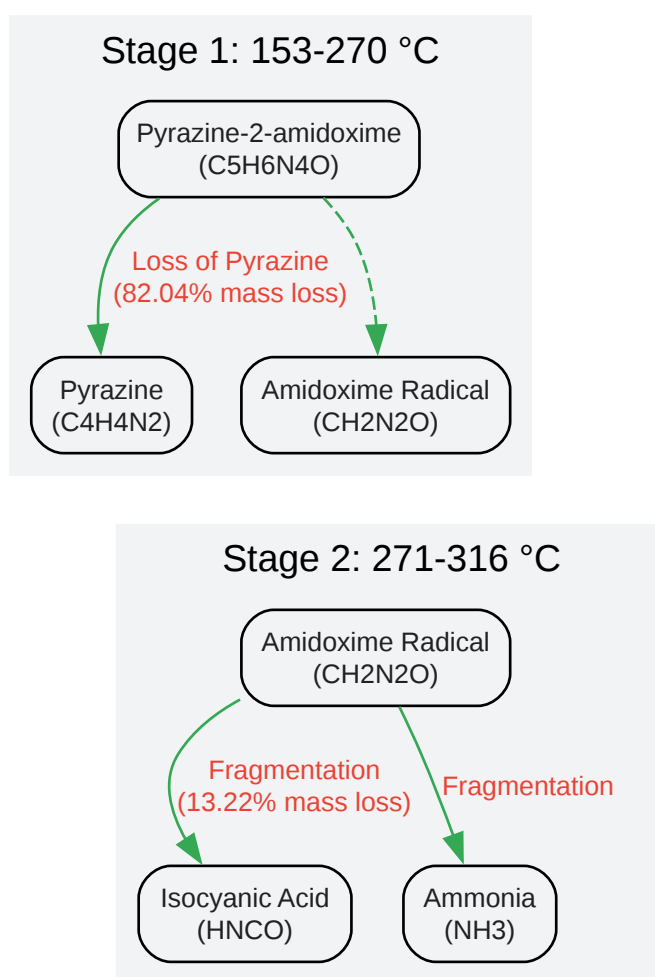 Stage 1: 153-270 °C
Pyrazine-2-amidoxime
(C5H6N4O)
Loss of Pyrazine
(82.04% mass loss)
Pyrazine
(C4H4N2)
Amidoxime Radical
(CH2N2O)
Stage 2: 271-316 °C
Amidoxime Radical
(CH2N2O)
Fragmentation
(13.22% mass loss)
Fragmentation
Isocyanic Acid
(HNCO)
Ammonia
(NH3)